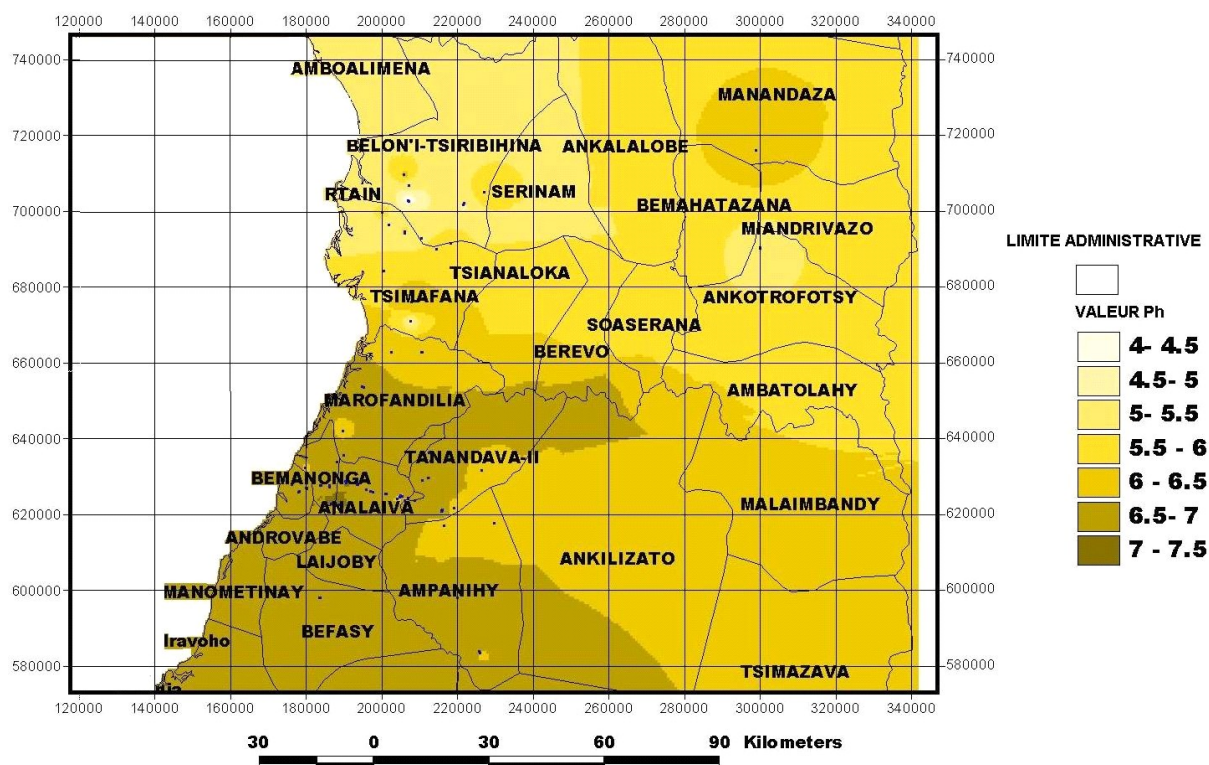 120000 140000 160000 180000 200000 220000 240000 260000 280000 300000 320000 340000
740000 740000
AMBOALIMENA
MANANDAZA
720000 720000
BELON'I-TSIRIBIHINA ANKALALOBE
RTAIN SERINAM
BEMAHATAZANA
700000 700000
MIANDRIVAZO
LIMITE ADMINISTRATIVE
TSIANALOKA
680000 680000
TSIMAFANA ANKOTROFOTSY
VALEUR Ph
SOASERANA
4- 4.5
BEREVO
660000 660000
4.5- 5
AMBATOLAHY
MAROFANDILIA
5- 5.5
640000 640000
5.5 - 6
TANANDAVA-II
BEMANONGA
6 - 6.5
MALAIMBANDY
ANALAIVA
620000 620000
6.5- 7
ANDROVABE
7 - 7.5
LAIJOBY ANKILIZATO
600000 600000
MANOMETINAY AMPANIHY
BEFASY
Iravoho
580000 580000
TSIMAZAVA
120000 140000 160000 180000 200000 220000 240000 260000 280000 300000 320000 340000
30 0 30 60 90 Kilometers